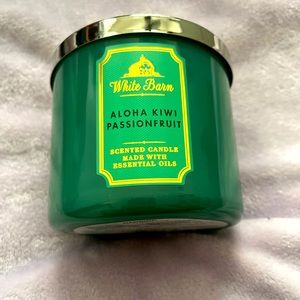 White Barn
ALOHA KIWI
PASSIONFRUIT
SCENTED CANDLE
MADE WITH
ESSENTIAL OILS